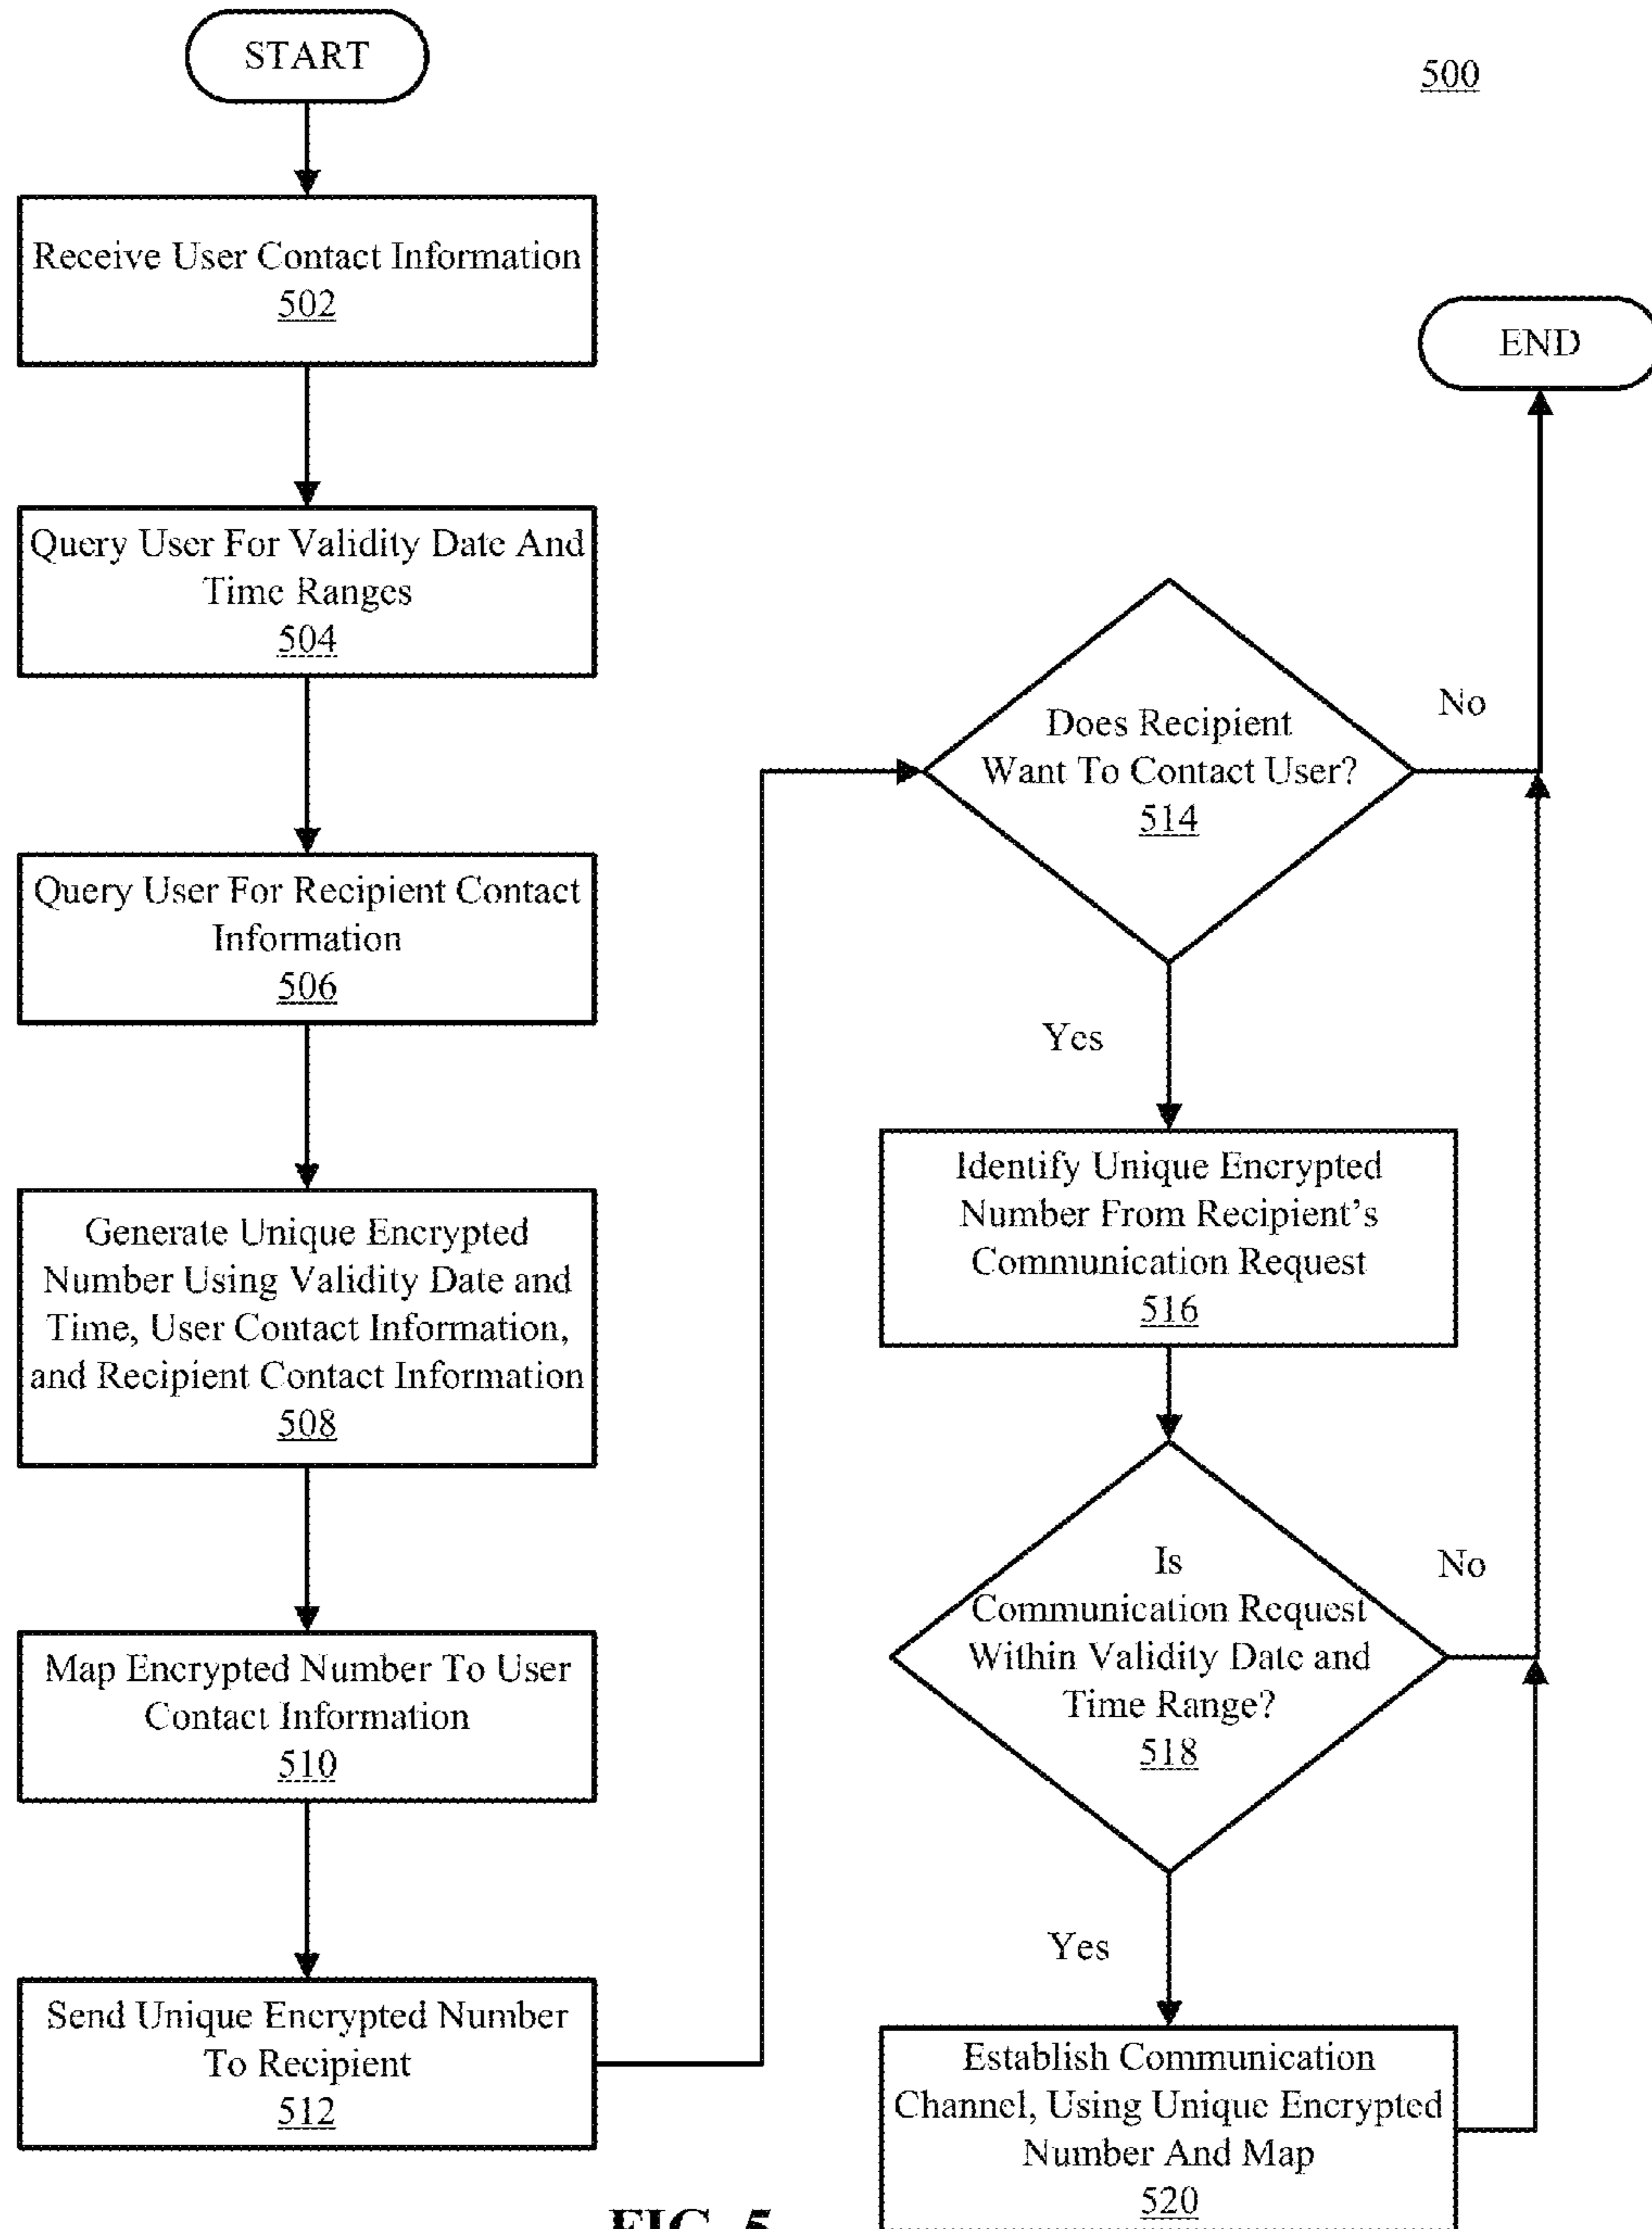 START
500
Receive User Contact Information
502
Query User For Validity Date And
Time Ranges
504
Query User For Recipient Contact
Information
506
Generate Unique Encrypted
Number Using Validity Date and
Time, User Contact Information,
and Recipient Contact Information
508
Map Encrypted Number To User
Contact Information
510
Send Unique Encrypted Number
To Recipient
512
END
Does Recipient
Want To Contact User?
514
No
Yes
Identify Unique Encrypted
Number From Recipient’s
Communication Request
516
Is
Communication Request
Within Validity Date and
Time Range?
518
No
Yes
Establish Communication
Channel, Using Unique Encrypted
Number And Map
520
FIG. 5